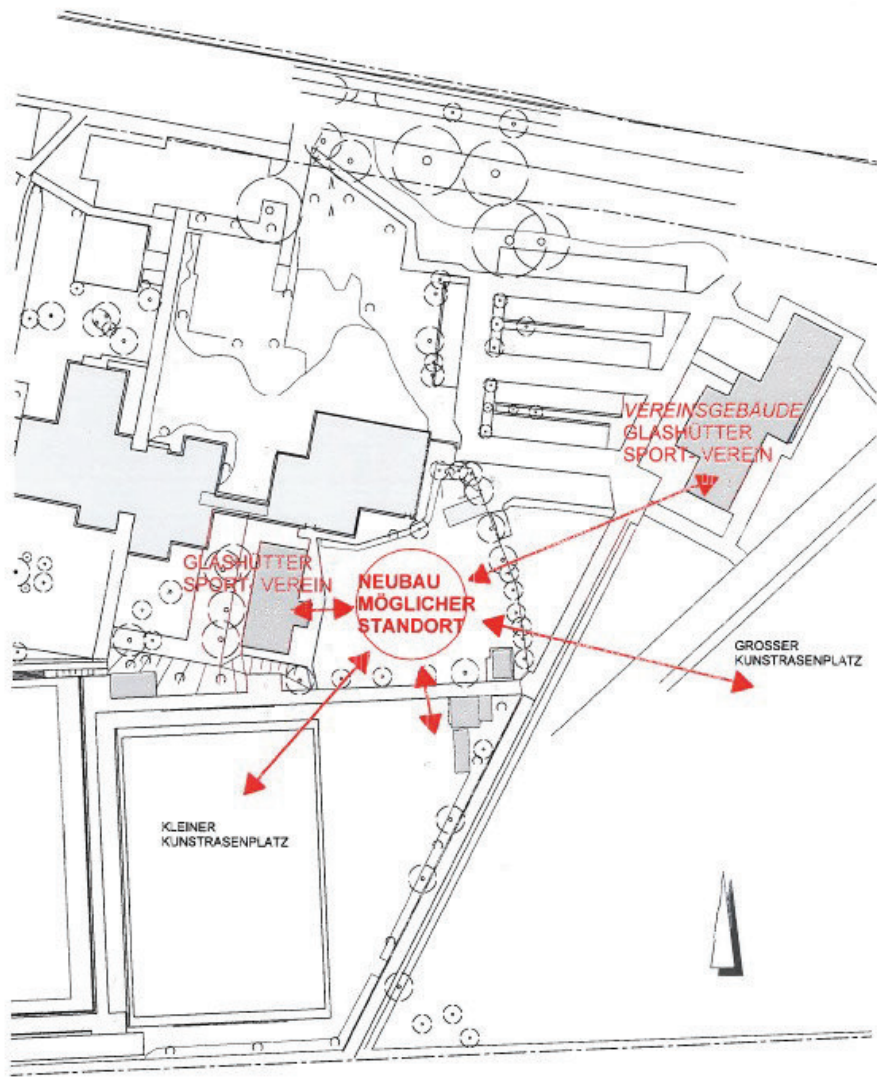 VEREINSGEBÄUDE
GLASHÜTTER
SPORT- VEREIN
GLASHÜTTER
SPORT- VEREIN
NEUBAU
MÖGLICHER
STANDORT
GROSSER
KUNSTRASENPLATZ
KLEINER
KUNSTRASENPLATZ